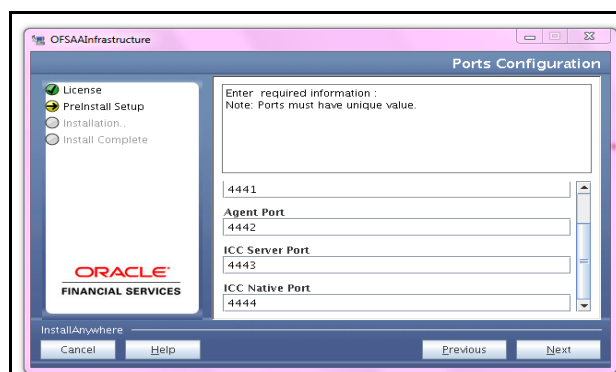 OFSAAInfrastructure
Ports Configuration
License
PreInstall Setup
Installation..
Install Complete
ORACLE
FINANCIAL SERVICES
Enter required information :
Note: Ports must have unique value.
4441
Agent Port
4442
ICC Server Port
4443
ICC Native Port
4444
InstallAnywhere
Cancel
Help
Previous
Next